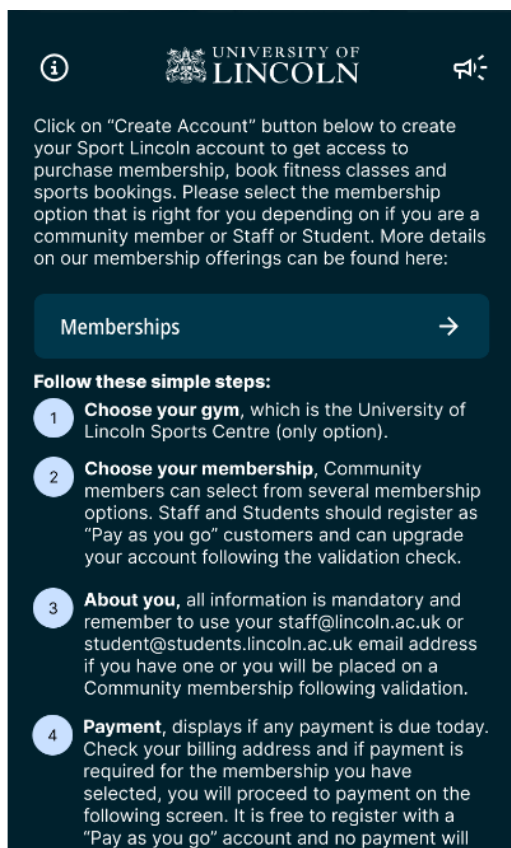 UNIVERSITY OF
LINCOLN
Click on “Create Account” button below to create
your Sport Lincoln account to get access to
purchase membership, book fitness classes and
sports bookings. Please select the membership
option that is right for you depending on if you are a
community member or Staff or Student. More details
on our membership offerings can be found here:
Memberships
Follow these simple steps:
1 Choose your gym, which is the University of
Lincoln Sports Centre (only option).
2 Choose your membership, Community
members can select from several membership
options. Staff and Students should register as
“Pay as you go” customers and can upgrade
your account following the validation check.
3 About you, all information is mandatory and
remember to use your staff@lincoln.ac.uk or
student@students.lincoln.ac.uk email address
if you have one or you will be placed on a
Community membership following validation.
4 Payment, displays if any payment is due today.
Check your billing address and if payment is
required for the membership you have
selected, you will proceed to payment on the
following screen. It is free to register with a
“Pay as you go” account and no payment will